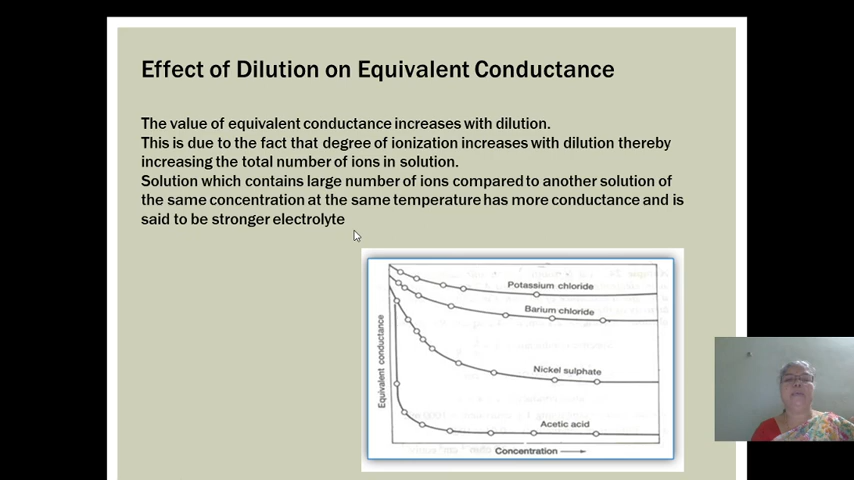 Effect of Dilution on Equivalent Conductance
The value of equivalent conductance increases with dilution.
This is due to the fact that degree of ionization increases with dilution thereby
increasing the total number of ions in solution.
Solution which contains large number of ions compared to another solution of
the same concentration at the same temperature has more conductance and is
said to be stronger electrolyte
Potassium chloride
Barium chloride
Nickel sulphate
Acetic acid
Equivalent conductance
Concentration